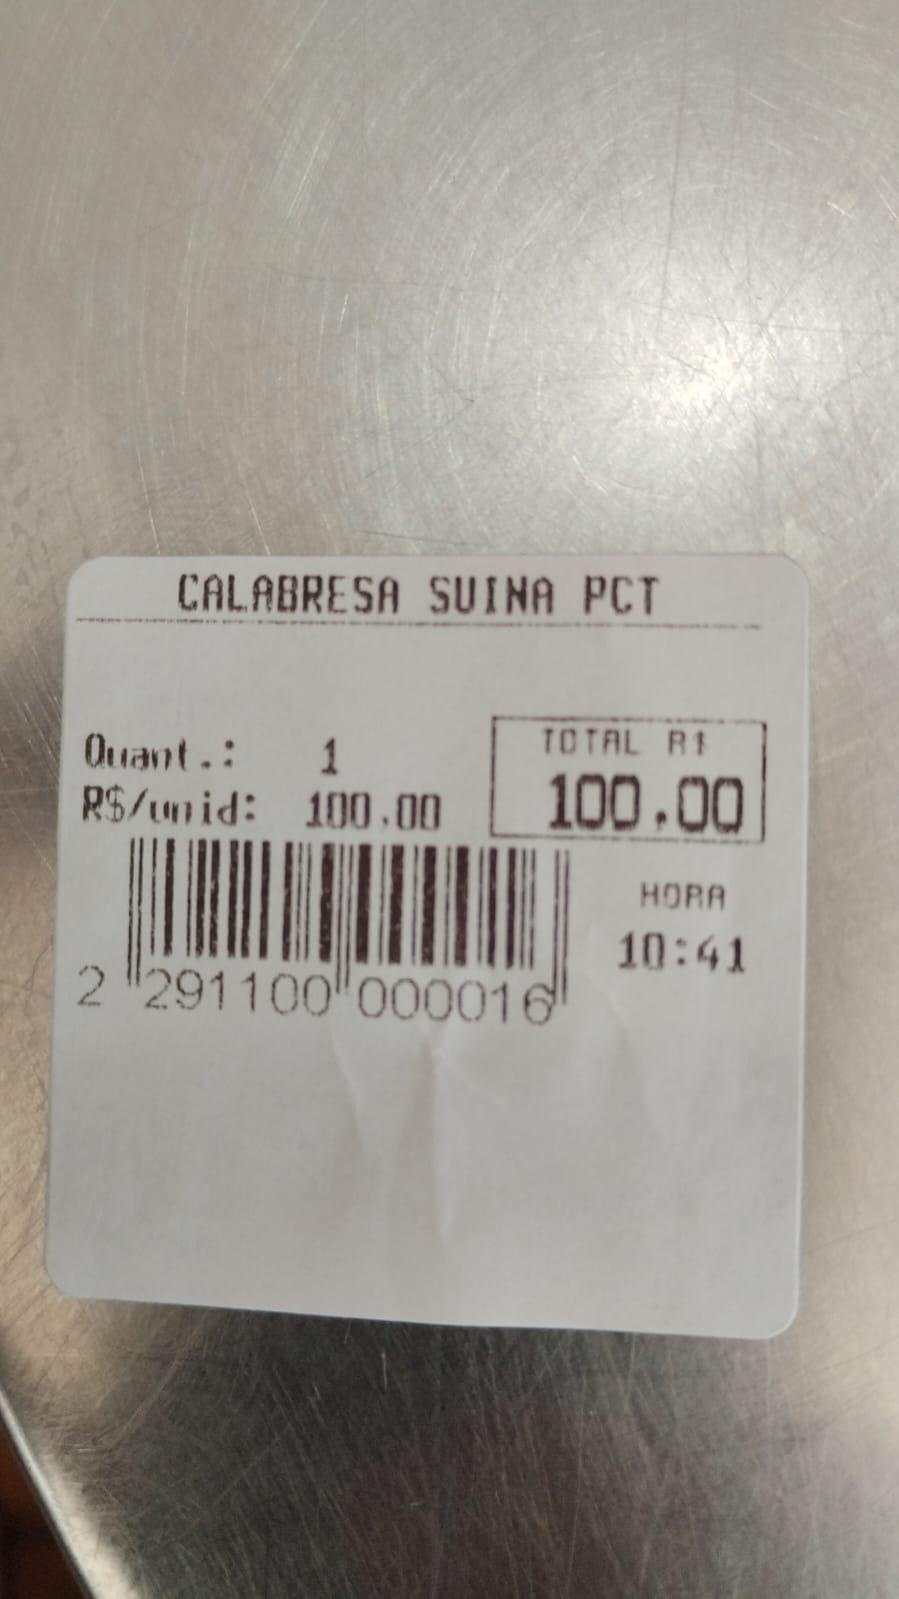 CALABRESA SUINA PCT
Quant.: 1
R$/unid: 100.00
TOTAL R$
100.00
HORA
10:41
2 291100 000016